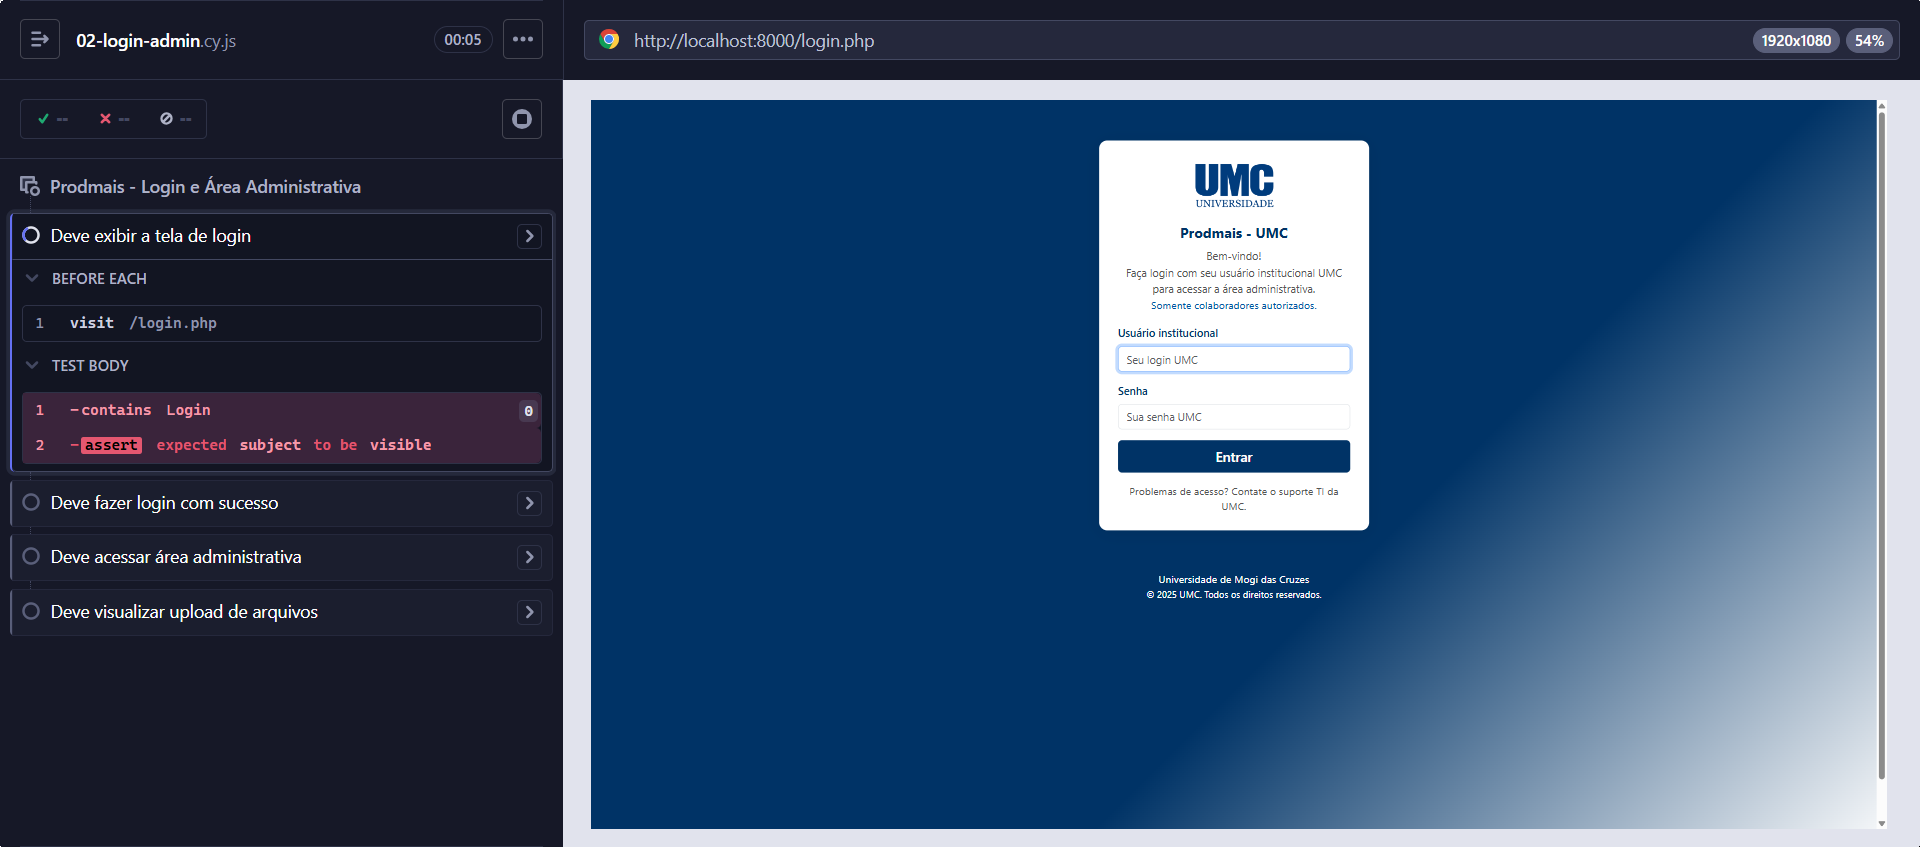 02-login-admin.cy.js
00:05
-- -- --
Prodmais - Login e Área Administrativa
Deve exibir a tela de login
BEFORE EACH
1 visit /login.php
TEST BODY
1 -contains Login 0
2 -assert expected subject to be visible
Deve fazer login com sucesso
Deve acessar área administrativa
Deve visualizar upload de arquivos
http://localhost:8000/login.php
1920x1080 54%
UMC
UNIVERSIDADE
Prodmais - UMC
Bem-vindo!
Faça login com seu usuário institucional UMC
para acessar a área administrativa.
Somente colaboradores autorizados.
Usuário institucional
Seu login UMC
Senha
Sua senha UMC
Entrar
Problemas de acesso? Contate o suporte TI da
UMC.
Universidade de Mogi das Cruzes
© 2025 UMC. Todos os direitos reservados.